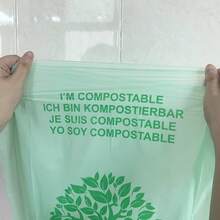 I'M COMPOSTABLE
ICH BIN KOMPOSTIERBAR
JE SUIS COMPOSTABLE
YO SOY COMPOSTABLE